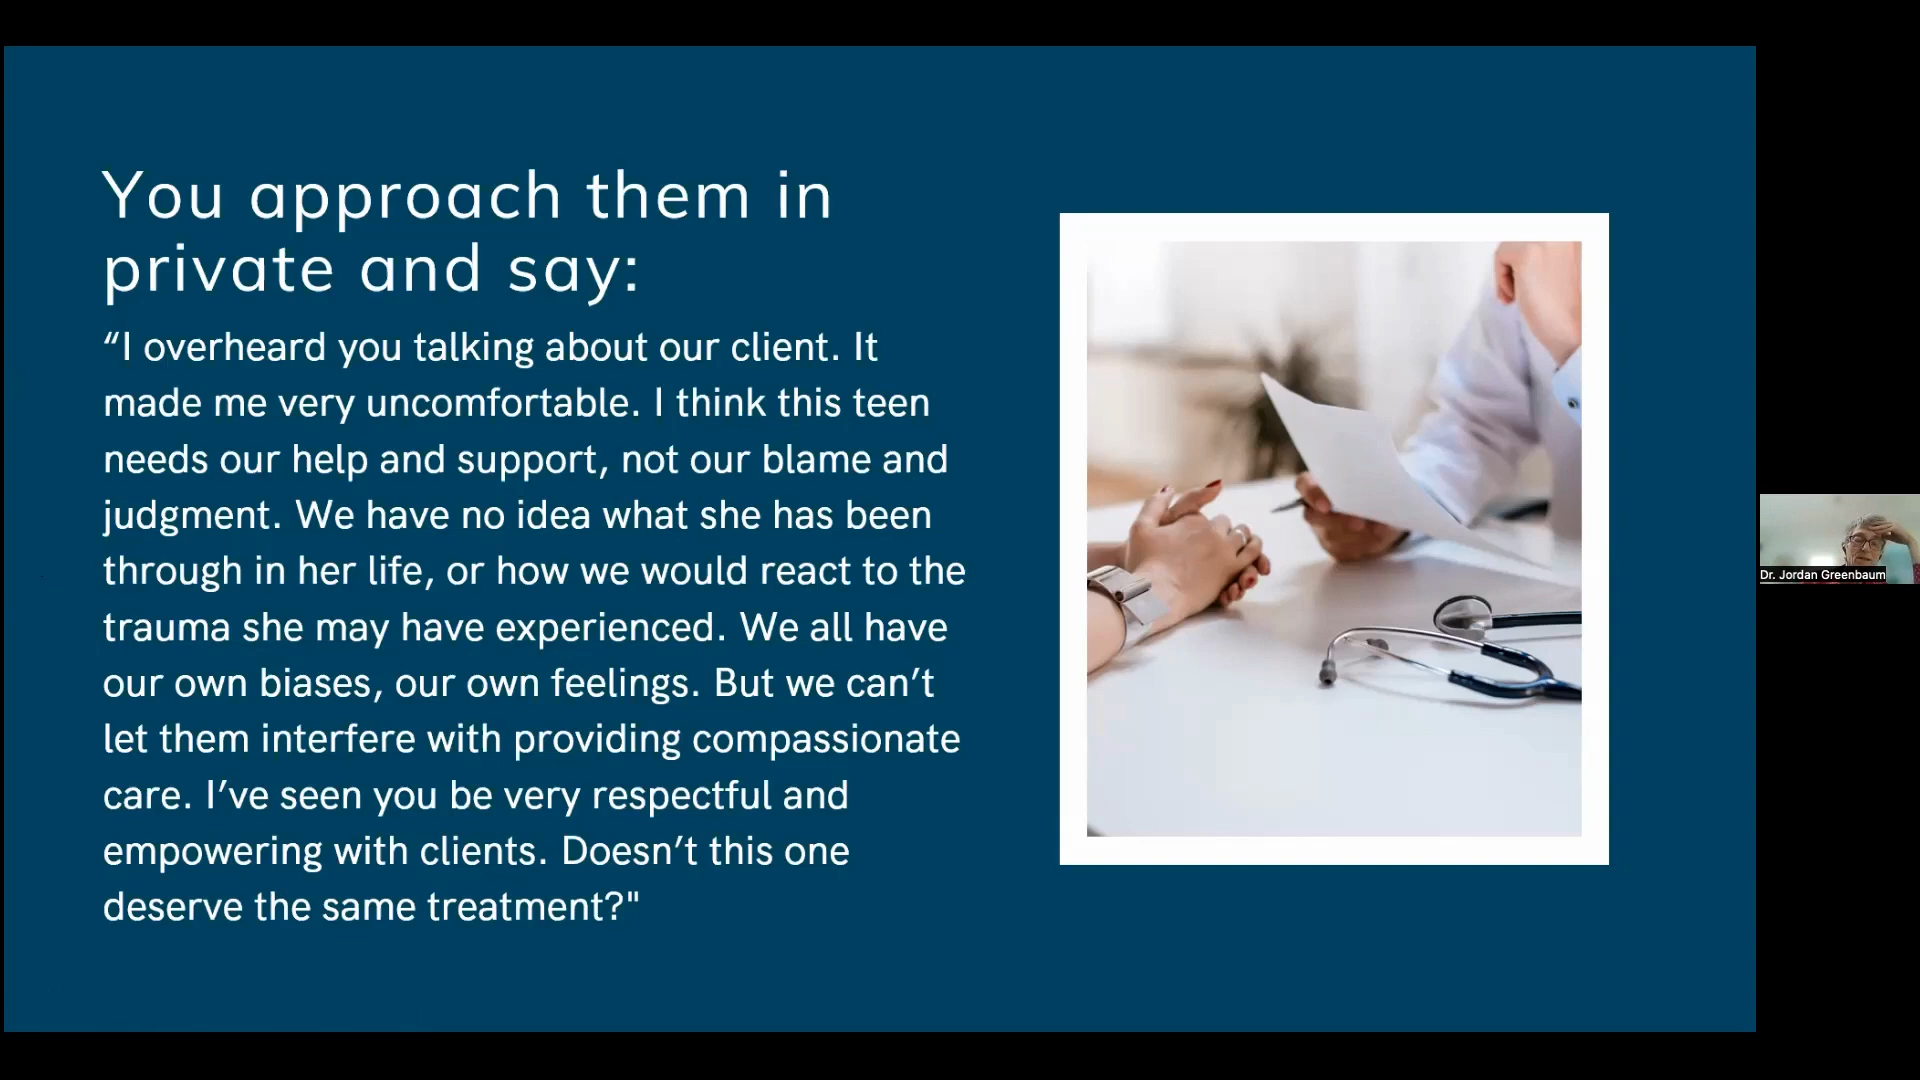 You approach them in
private and say:
“I overheard you talking about our client. It
made me very uncomfortable. I think this teen
needs our help and support, not our blame and
judgment. We have no idea what she has been
through in her life, or how we would react to the
trauma she may have experienced. We all have
our own biases, our own feelings. But we can’t
let them interfere with providing compassionate
care. I’ve seen you be very respectful and
empowering with clients. Doesn’t this one
deserve the same treatment?"
Dr. Jordan Greenbaum